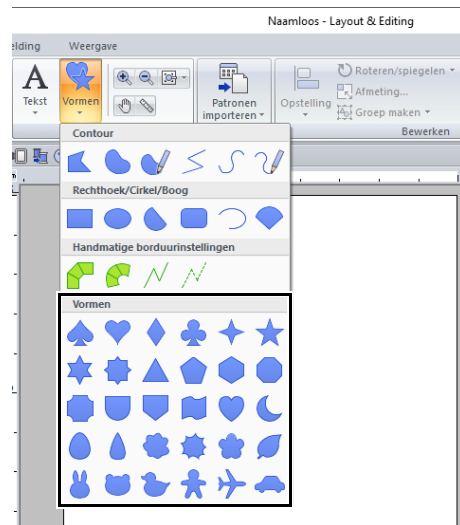 Naamloos - Layout & Editing
elding Weergave
Tekst
Vormen
Patronen
importeren
Opstelling
Roteren/spiegelen
Afmeting...
Groep maken
Bewerken
Contour
Rechthoek/Cirkel/Boog
Handmatige borduurinstellingen
Vormen